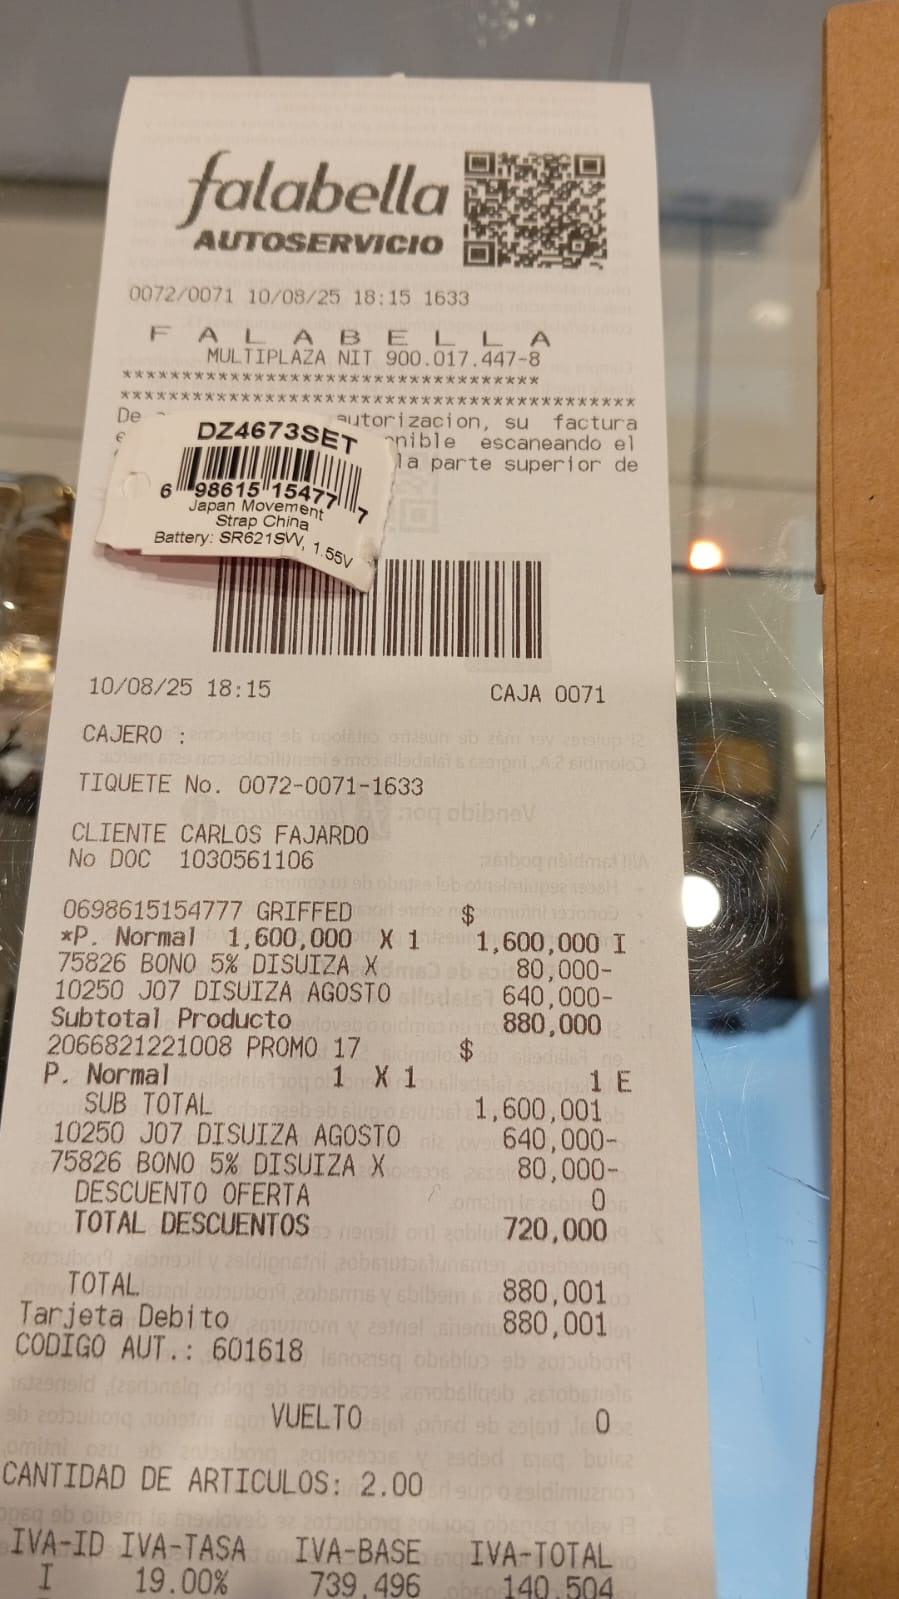 falabella
AUTOSERVICIO
0072/0071 10/08/25 18:15 1633
F A L A B E L L A
MULTIPLAZA NIT 900.017.447-8
***********************************
*******************************************
De autorizacion, su factura
escaneando el
la parte superior de
DZ4673SET
6 98615 15477 7
Japan Movement
Strap China
Battery: SR621SW, 1.55V
10/08/25 18:15 CAJA 0071
CAJERO :
TIQUETE No. 0072-0071-1633
CLIENTE CARLOS FAJARDO
No DOC 1030561106
0698615154777 GRIFFED $
*P. Normal 1,600,000 X 1 1,600,000 I
75826 BONO 5% DISUIZA X 80,000-
10250 J07 DISUIZA AGOSTO 640,000-
Subtotal Producto 880,000
2066821221008 PROMO 17 $
P. Normal 1 X 1 1 E
SUB TOTAL 1,600,001
10250 J07 DISUIZA AGOSTO 640,000-
75826 BONO 5% DISUIZA X 80,000-
DESCUENTO OFERTA 0
TOTAL DESCUENTOS 720,000
TOTAL 880,001
Tarjeta Debito 880,001
CODIGO AUT.: 601618
VUELTO 0
CANTIDAD DE ARTICULOS: 2.00
IVA-ID IVA-TASA IVA-BASE IVA-TOTAL
I 19.00% 739,496 140,504